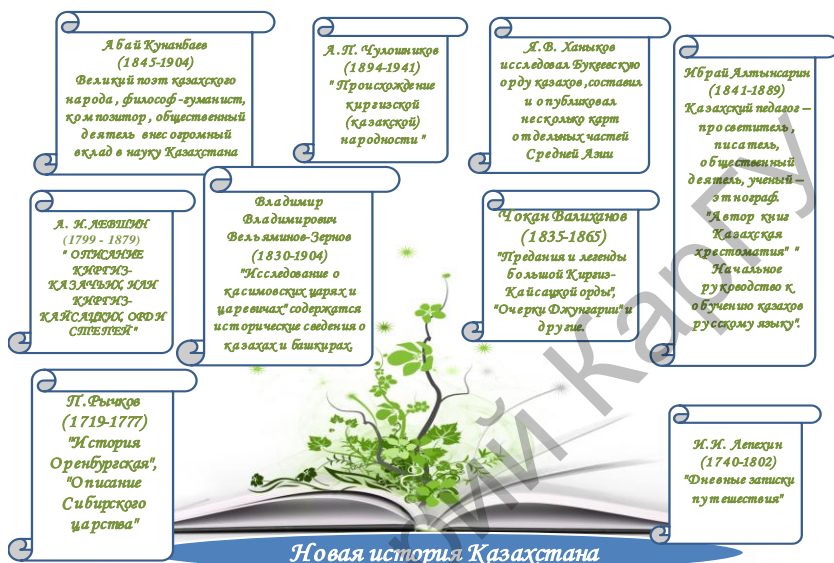 Абай Кунанбаев
(1845-1904)
Великий поэт казахского
народа, философ-гуманист,
композитор, общественный
деятель внес огромный
вклад в науку Казахстана
А.П. Чулошников
(1894-1941)
"Происхождение
киргизской
(казакской)
народности"
Я.В. Ханыков
исследовал Букеевскую
орду казахов,составил
и опубликовал
несколько карт
отдельных частей
Средней Азии
Ибрай Алтынсарин
(1841-1889)
Казахский педагог –
просветитель,
писатель,
общественный
деятель, ученый –
этнограф.
"Автор книг
Казахская
хрестоматия" "
Начальное
руководство к
обучению казахов
русскому языку".
А. И.ЛЕВШИН
(1799 - 1879)
" ОПИСАНИЕ
КИРГИЗ-
КАЗАЧЬИХ, ИЛИ
КИРГИЗ-
КАЙСАЦКИХ, ОРД И
СТЕПЕЙ"
Владимир
Владимирович
Вельяминов-Зернов
(1830-1904)
"Исследование о
касимовских царях и
царевичах" содержатся
исторические сведения о
казахах и башкирах.
Чокан Валиханов
(1835-1865)
"Предания и легенды
большой Киргиз-
Кайсацкой орды",
"Очерки Джунгарии" и
другие.
П.Рычков
(1719-1777)
"История
Оренбургская",
"Описание
Сибирского
царства"
И.И. Лепехин
(1740-1802)
"Дневные записки
путешествия"
Новая история Казахстана
рий КарГУ